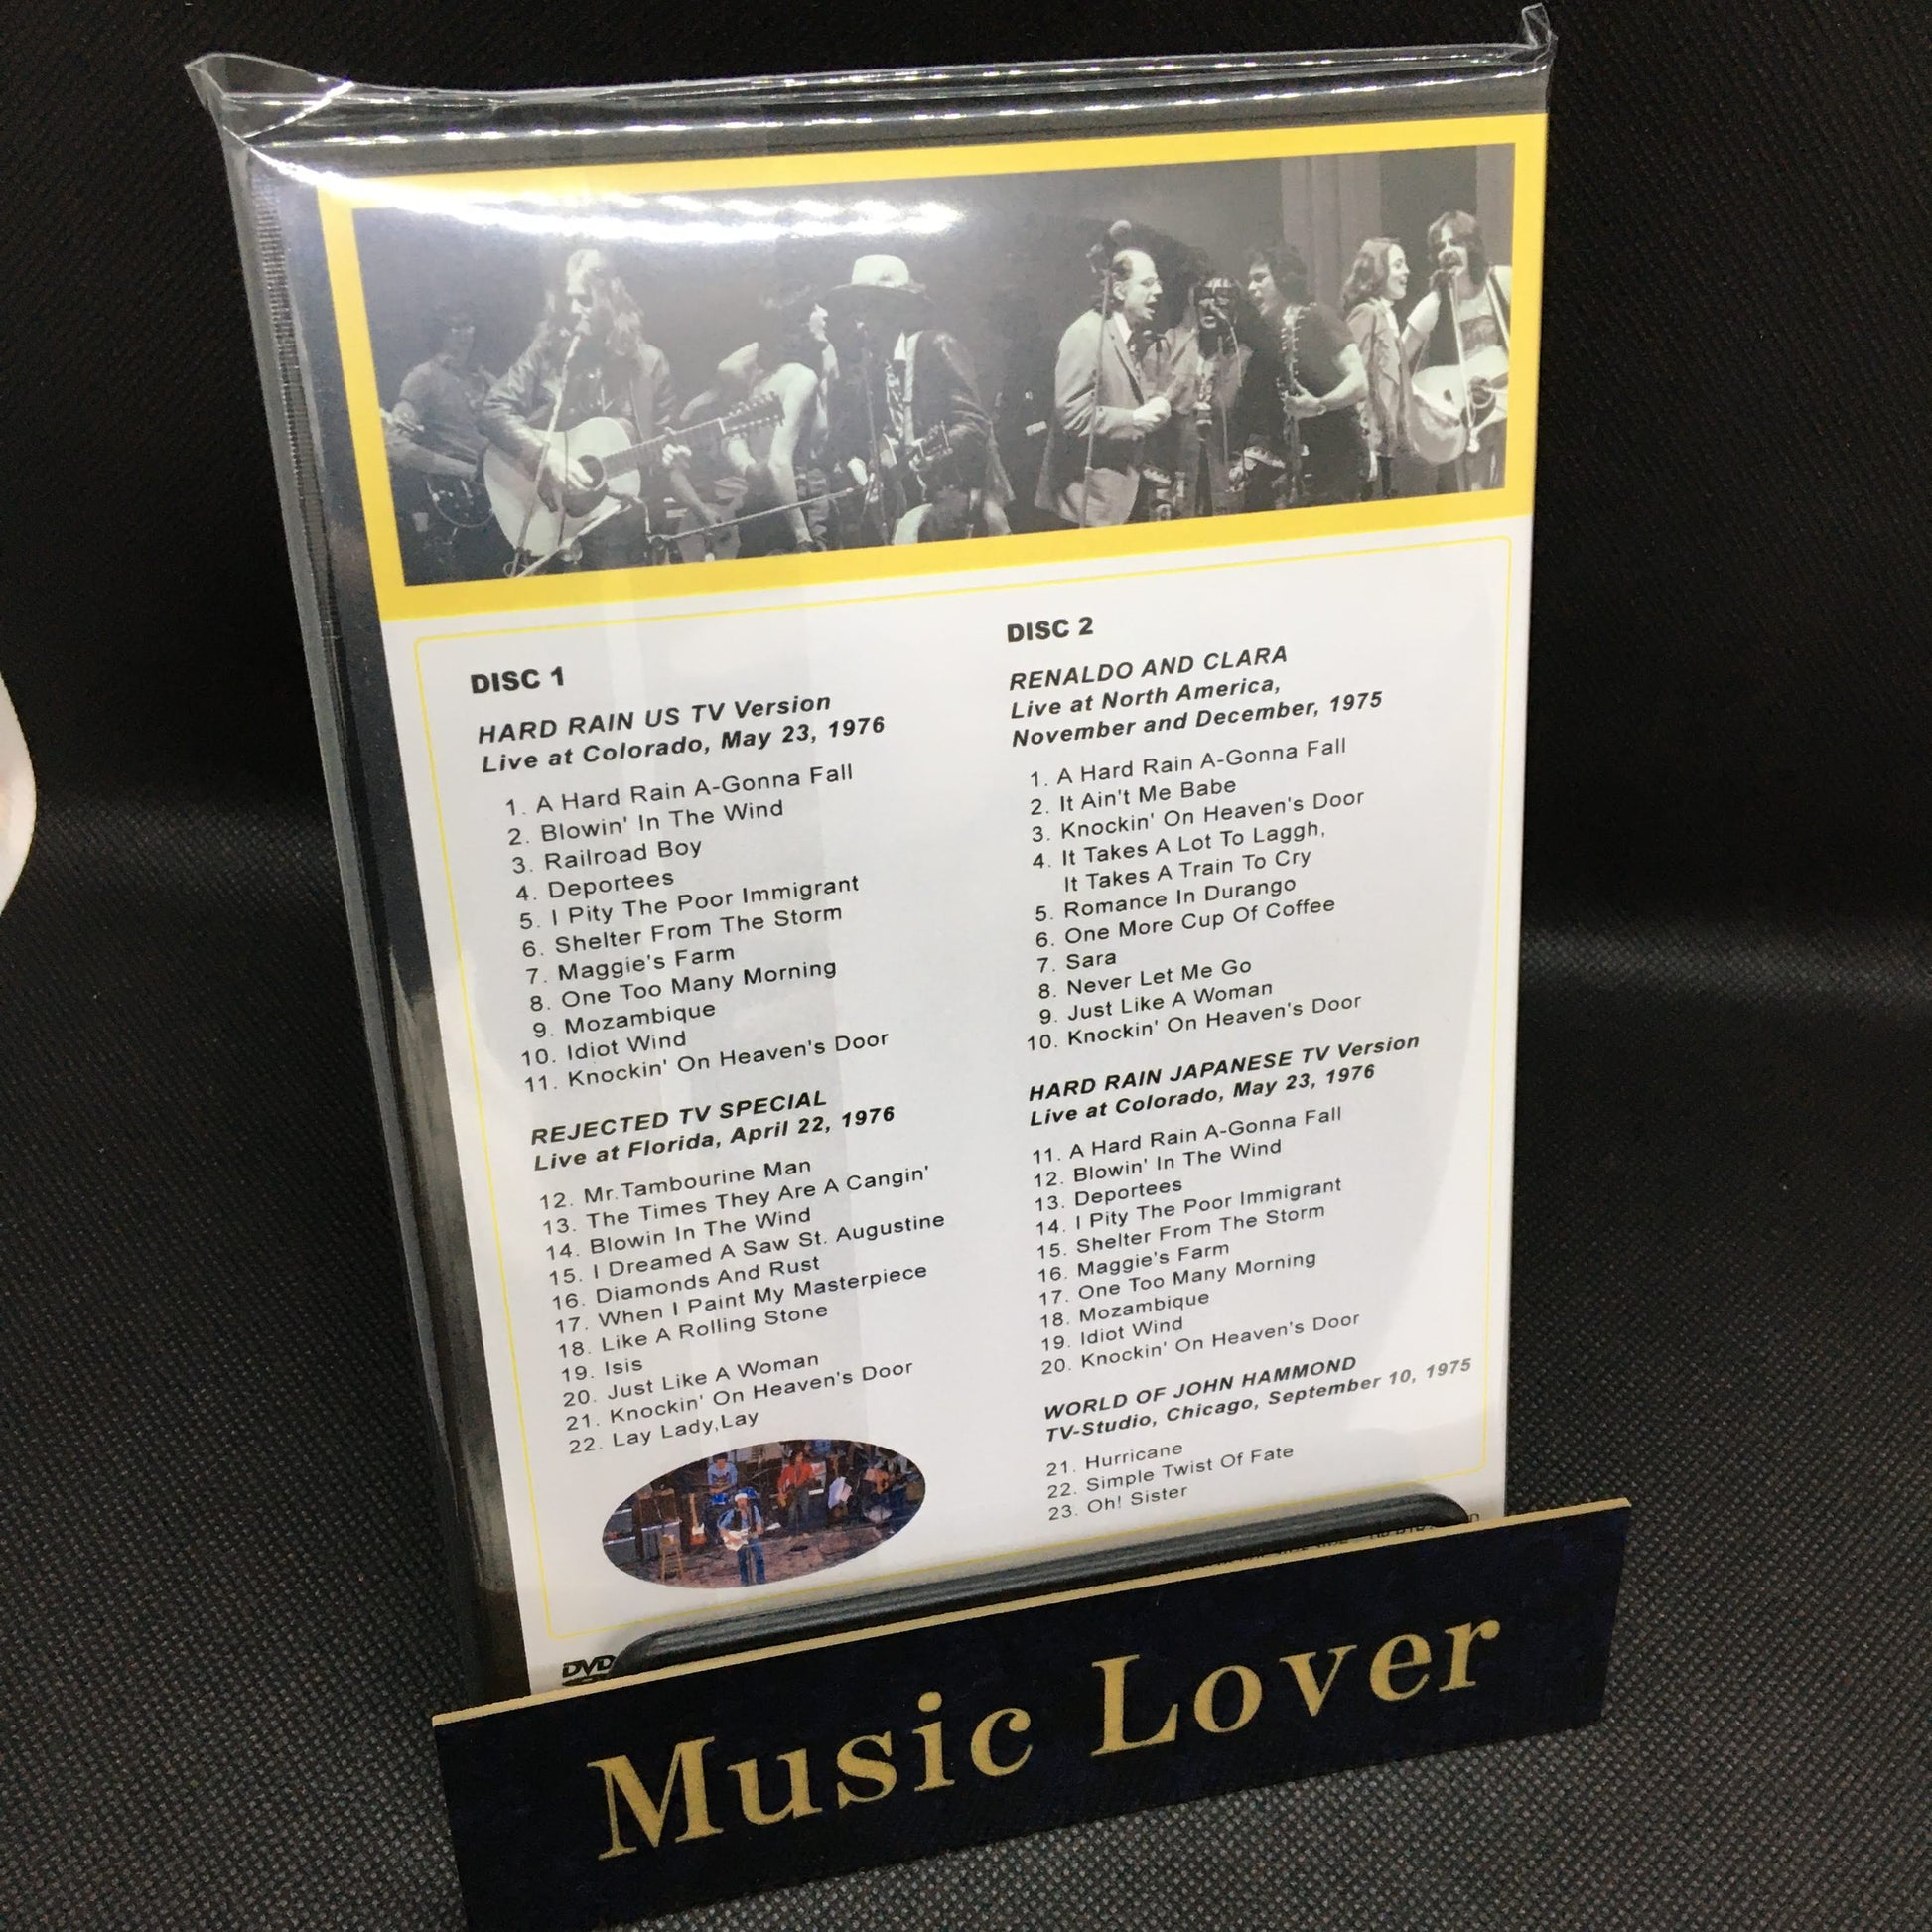 DISC 1
HARD RAIN US TV Version
Live at Colorado, May 23, 1976
1. A Hard Rain A-Gonna Fall
2. Blowin' In The Wind
3. Railroad Boy
4. Deportees
5. I Pity The Poor Immigrant
6. Shelter From The Storm
7. Maggie's Farm
8. One Too Many Morning
9. Mozambique
10. Idiot Wind
11. Knockin' On Heaven's Door
REJECTED TV SPECIAL
Live at Florida, April 22, 1976
12. Mr.Tambourine Man
13. The Times They Are A Cangin'
14. Blowin In The Wind
15. I Dreamed A Saw St. Augustine
16. Diamonds And Rust
17. When I Paint My Masterpiece
18. Like A Rolling Stone
19. Isis
20. Just Like A Woman
21. Knockin' On Heaven's Door
22. Lay Lady,Lay
DISC 2
RENALDO AND CLARA
Live at North America,
November and December, 1975
1. A Hard Rain A-Gonna Fall
2. It Ain't Me Babe
3. Knockin' On Heaven's Door
4. It Takes A Lot To Laggh,
It Takes A Train To Cry
5. Romance In Durango
6. One More Cup Of Coffee
7. Sara
8. Never Let Me Go
9. Just Like A Woman
10. Knockin' On Heaven's Door
HARD RAIN JAPANESE TV Version
Live at Colorado, May 23, 1976
11. A Hard Rain A-Gonna Fall
12. Blowin' In The Wind
13. Deportees
14. I Pity The Poor Immigrant
15. Shelter From The Storm
16. Maggie's Farm
17. One Too Many Morning
18. Mozambique
19. Idiot Wind
20. Knockin' On Heaven's Door
WORLD OF JOHN HAMMOND
TV-Studio, Chicago, September 10, 1975
21. Hurricane
22. Simple Twist Of Fate
23. Oh! Sister
DVD
Music Lover